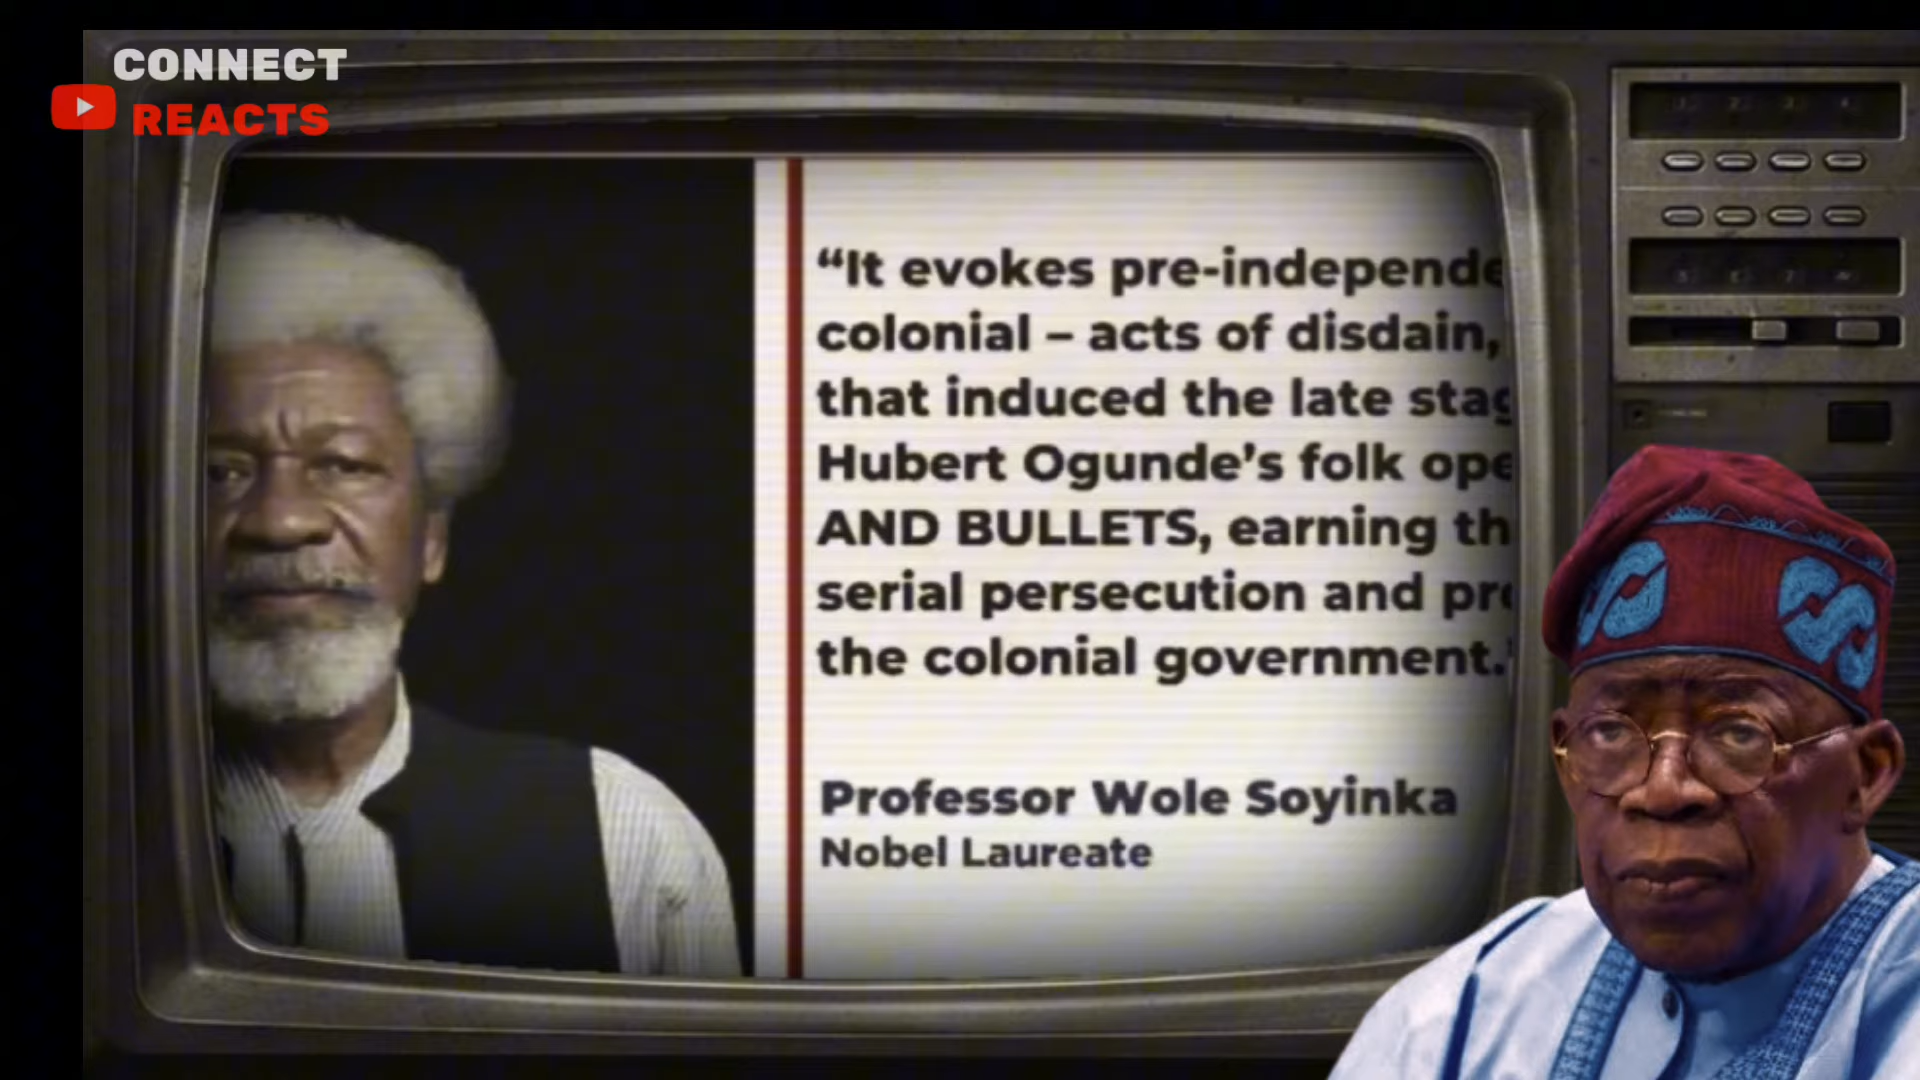 CONNECT
REACTS
“It evokes pre-independe
colonial – acts of disdain,
that induced the late stag
Hubert Ogunde’s folk ope
AND BULLETS, earning th
serial persecution and pr
the colonial government.
Professor Wole Soyinka
Nobel Laureate